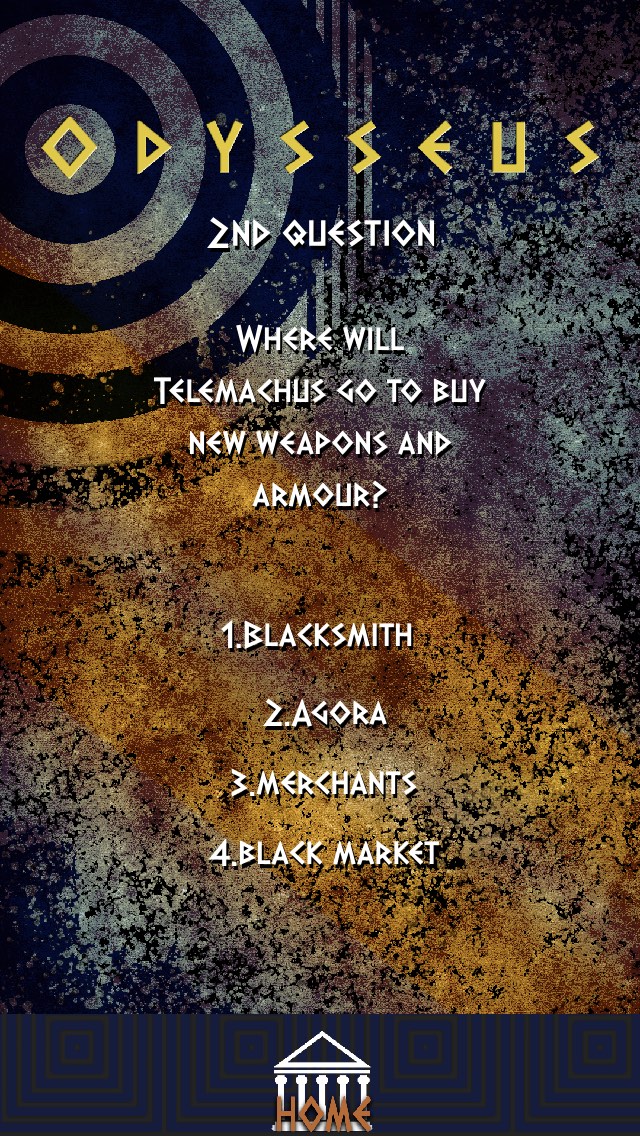 Odysseus
2nd question
Where will
Telemachus go to buy
new weapons and
armour?
1.Blacksmith
2.Agora
3.merchants
4.black market
HOME